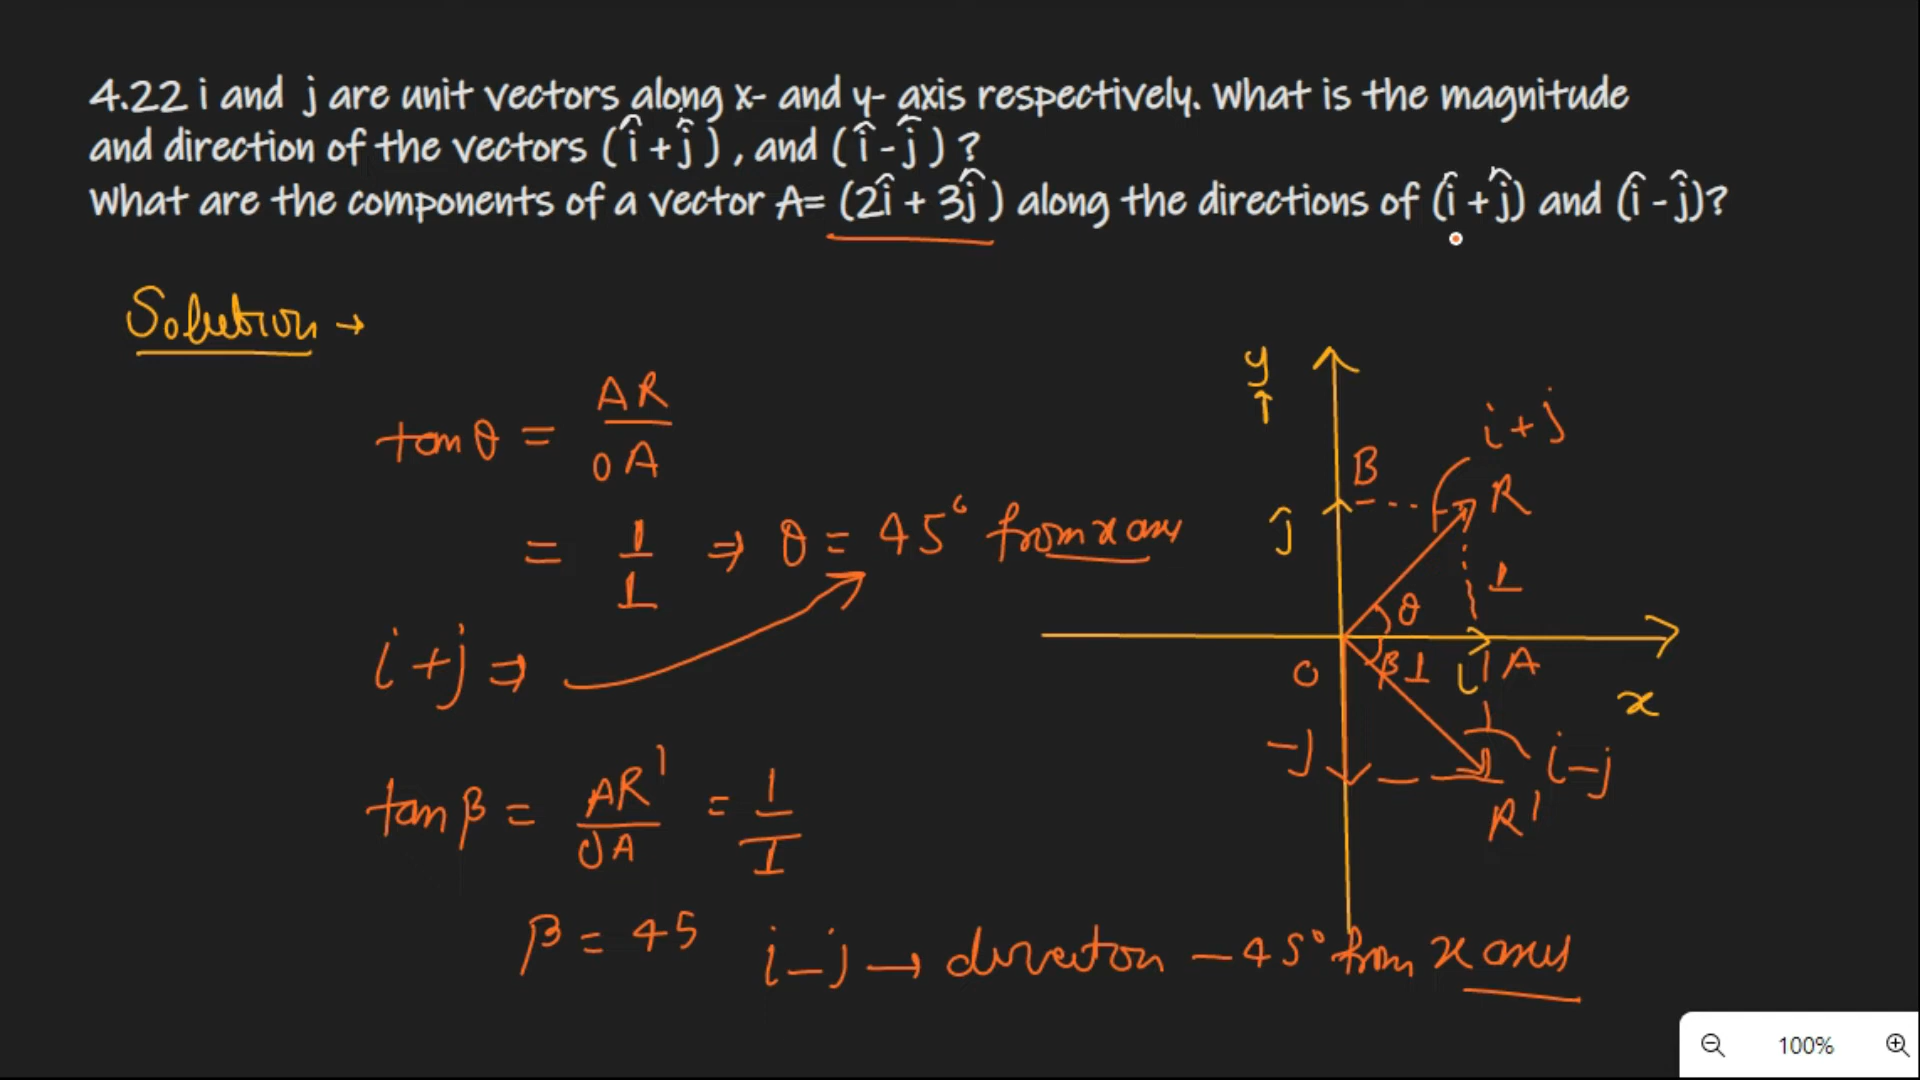 4.22 i and j are unit vectors along x- and y- axis respectively. What is the magnitude
and direction of the vectors (î + ĵ), and (î - ĵ) ?
What are the components of a vector A= (2î + 3ĵ) along the directions of (î + ĵ) and (î - ĵ)?
Solution →
tan θ = AR / OA
= 1/1 ⇒ θ = 45° from x axis
i + j ⇒
tan β = AR' / OA = 1/1
β = 45
i - j → direction - 45° from x axis
y
↑
i + j
B
R
ĵ
θ
1
O
β
1
i
A
x
-j
i - j
R'
100%